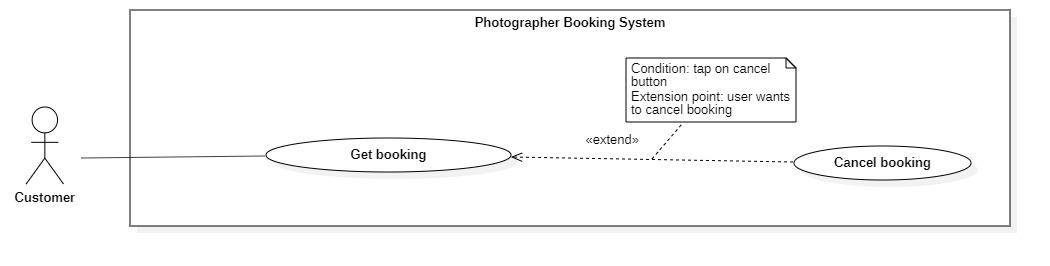 Photographer Booking System
Condition: tap on cancel
button
Extension point: user wants
to cancel booking
«extend»
Get booking
Cancel booking
Customer